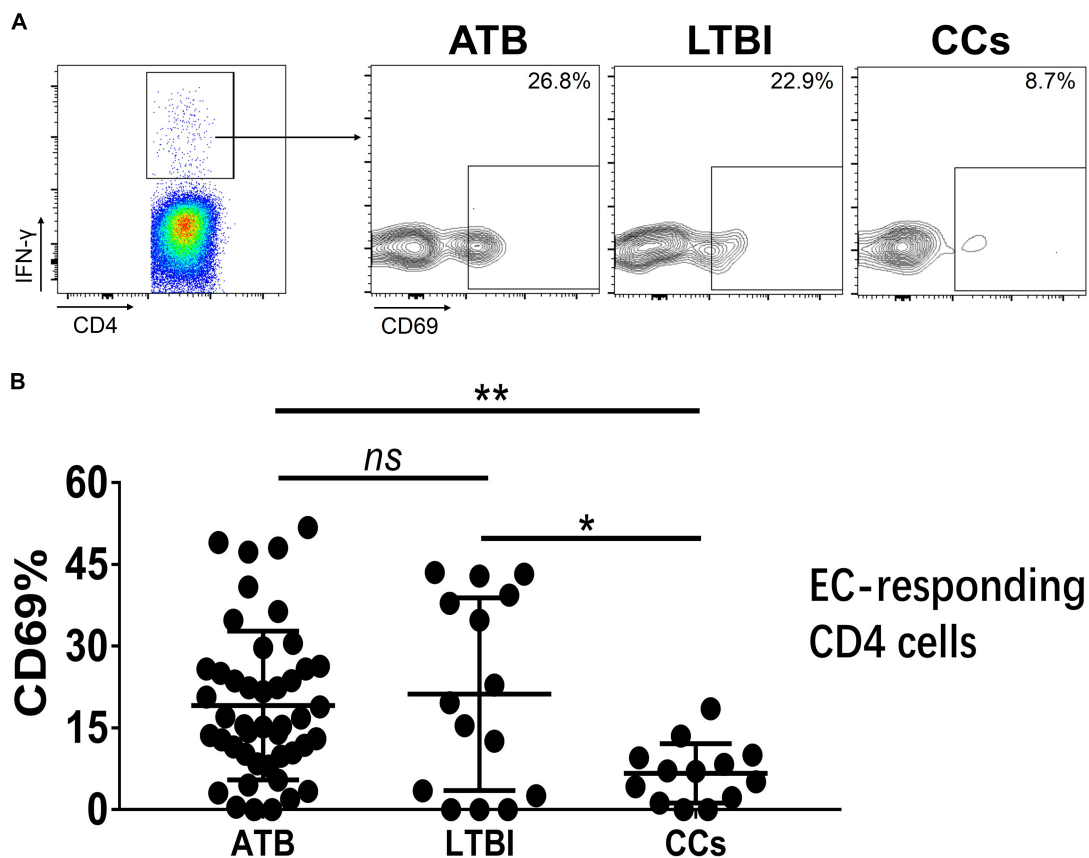 A
ATB
LTBI
CCs
26.8%
22.9%
8.7%
IFN-γ
CD4
CD69
B
**
ns
*
60
45
30
15
0
CD69%
EC-responding
CD4 cells
ATB
LTBI
CCs